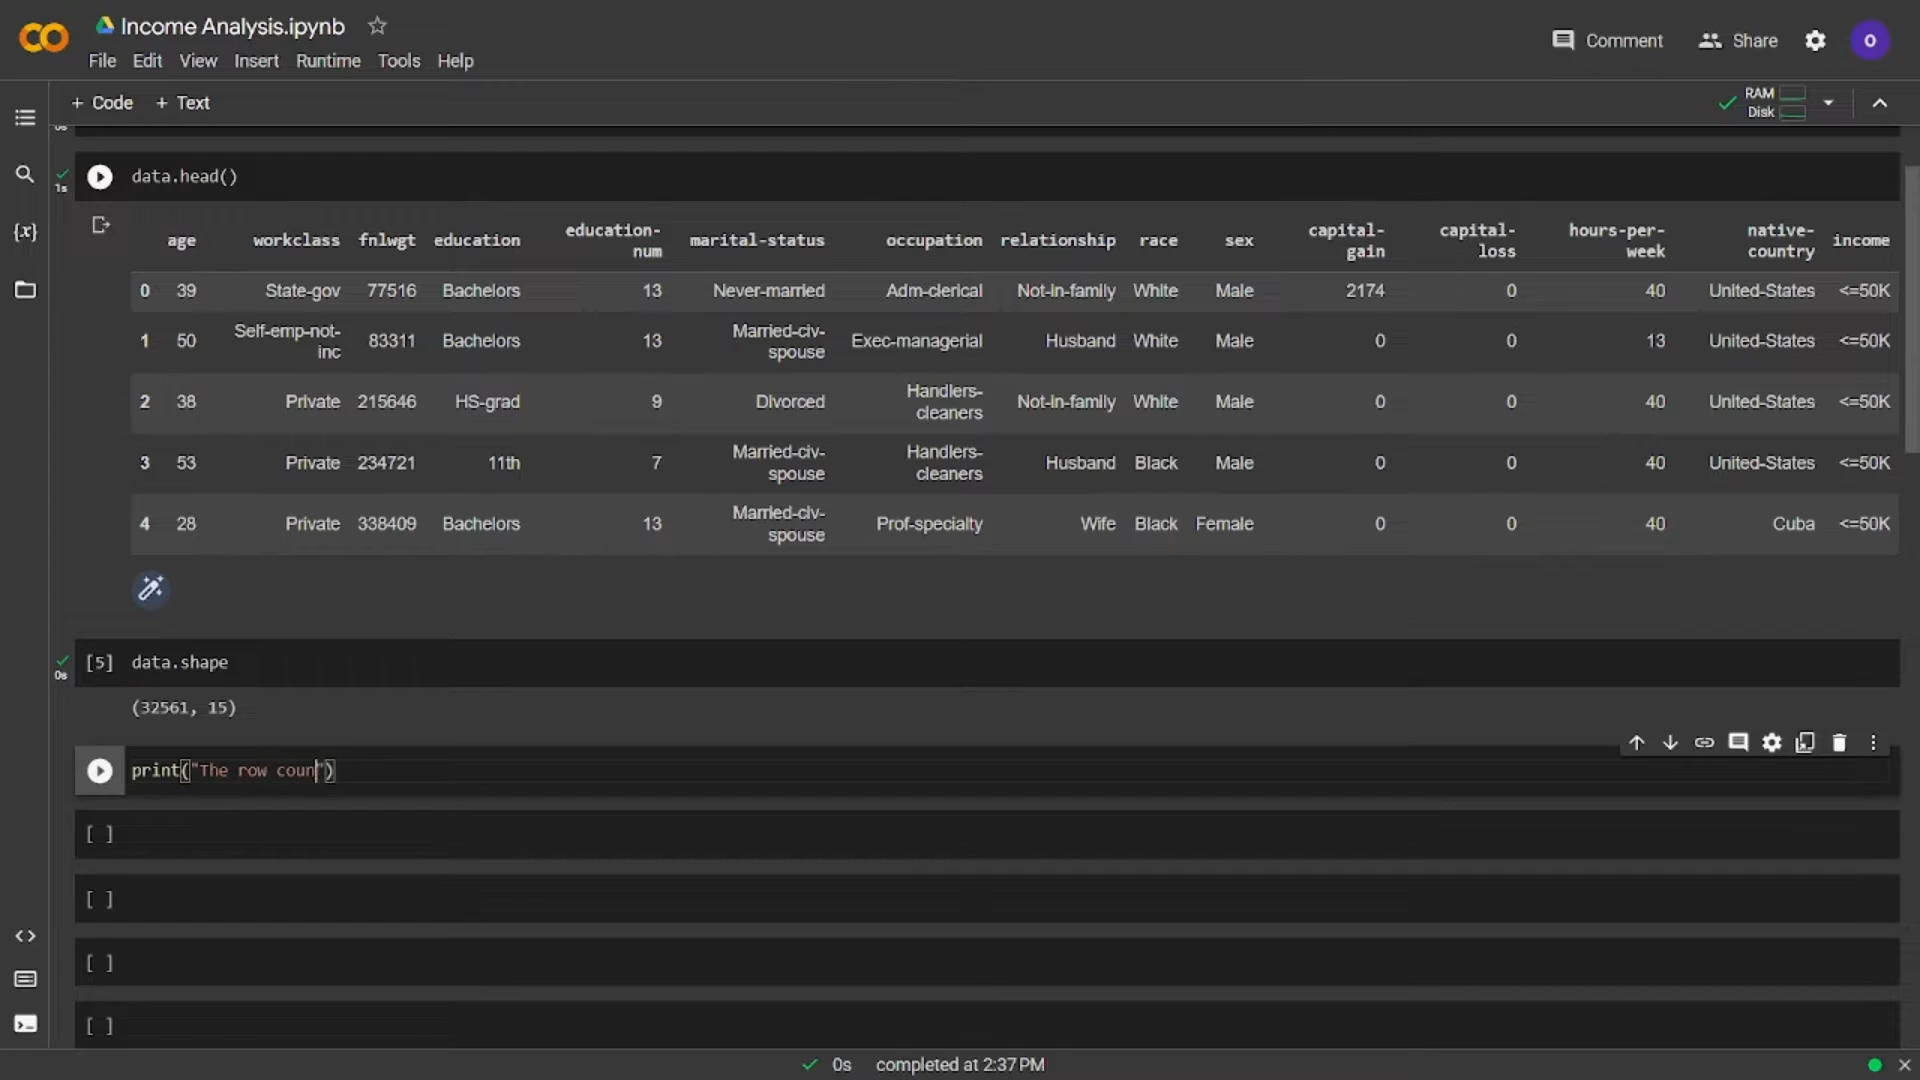 Income Analysis.ipynb
Comment
Share
O
File Edit View Insert Runtime Tools Help
+ Code + Text
RAM
Disk
0s
1s
data.head()
{x}
age workclass fnlwgt education education-num marital-status occupation relationship race sex capital-gain capital-loss hours-per-week native-country income
0 39 State-gov 77516 Bachelors 13 Never-married Adm-clerical Not-in-family White Male 2174 0 40 United-States <=50K
1 50 Self-emp-not-inc 83311 Bachelors 13 Married-civ-spouse Exec-managerial Husband White Male 0 0 13 United-States <=50K
2 38 Private 215646 HS-grad 9 Divorced Handlers-cleaners Not-in-family White Male 0 0 40 United-States <=50K
3 53 Private 234721 11th 7 Married-civ-spouse Handlers-cleaners Husband Black Male 0 0 40 United-States <=50K
4 28 Private 338409 Bachelors 13 Married-civ-spouse Prof-specialty Wife Black Female 0 0 40 Cuba <=50K
0s
[5] data.shape
(32561, 15)
print("The row coun")
[ ]
[ ]
[ ]
[ ]
0s completed at 2:37 PM